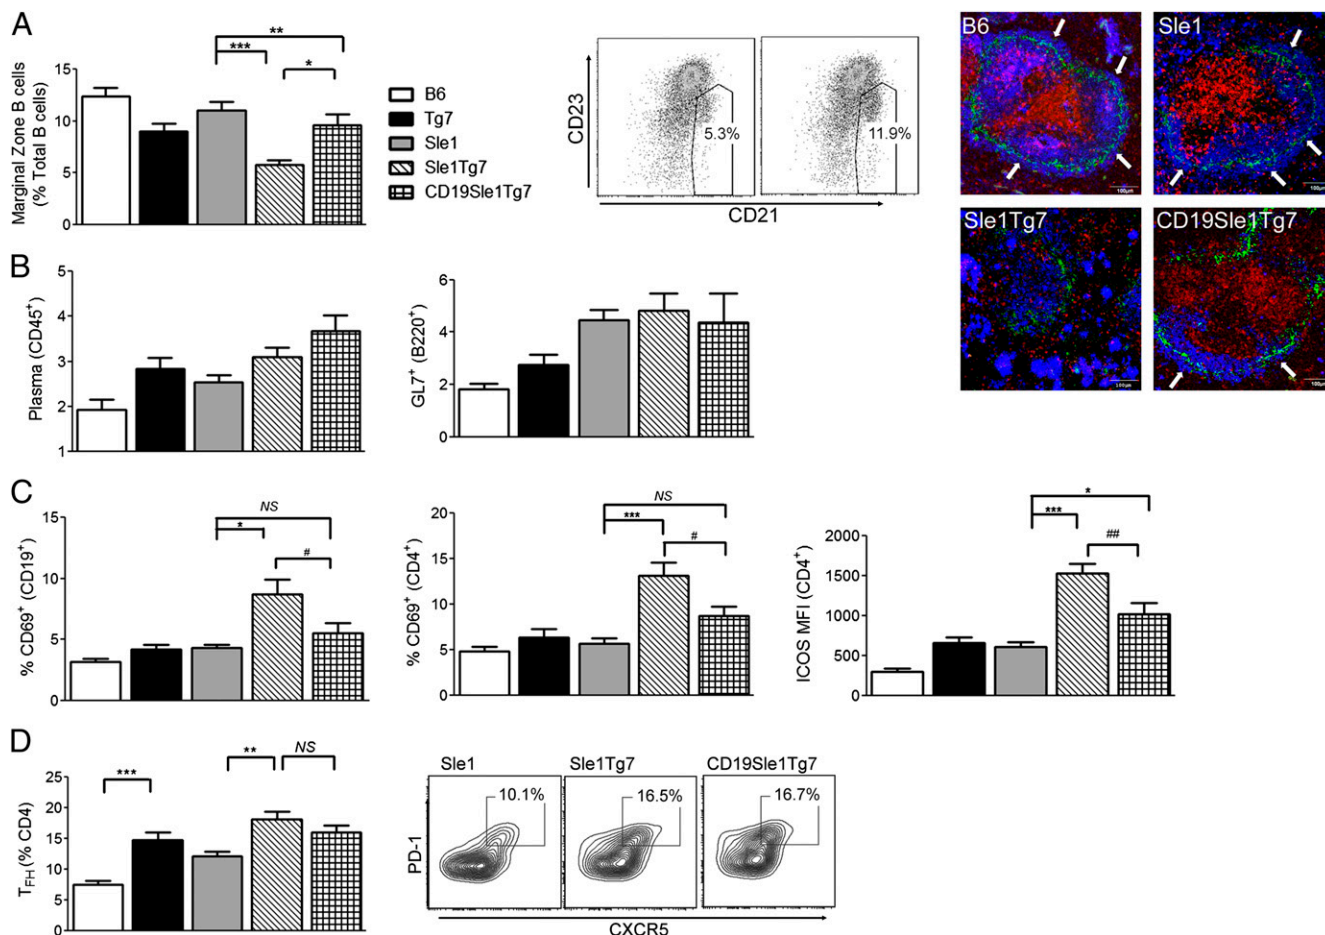 A
Marginal Zone B cells
(% Total B cells)
15
10
5
0
***
**
*
B6
Tg7
Sle1
Sle1Tg7
CD19Sle1Tg7
CD23
5.3%
11.9%
CD21
B6
Sle1
100µm
100µm
Sle1Tg7
CD19Sle1Tg7
100µm
100µm
B
Plasma (CD45+)
5
4
3
2
1
GL7+ (B220+)
6
4
2
0
C
% CD69+ (CD19+)
15
10
5
0
NS
*
#
% CD69+ (CD4+)
20
15
10
5
0
NS
***
#
ICOS MFI (CD4+)
2000
1500
1000
500
0
*
***
##
D
TFH (% CD4)
25
20
15
10
5
0
***
**
NS
Sle1
Sle1Tg7
CD19Sle1Tg7
10.1%
16.5%
16.7%
PD-1
CXCR5